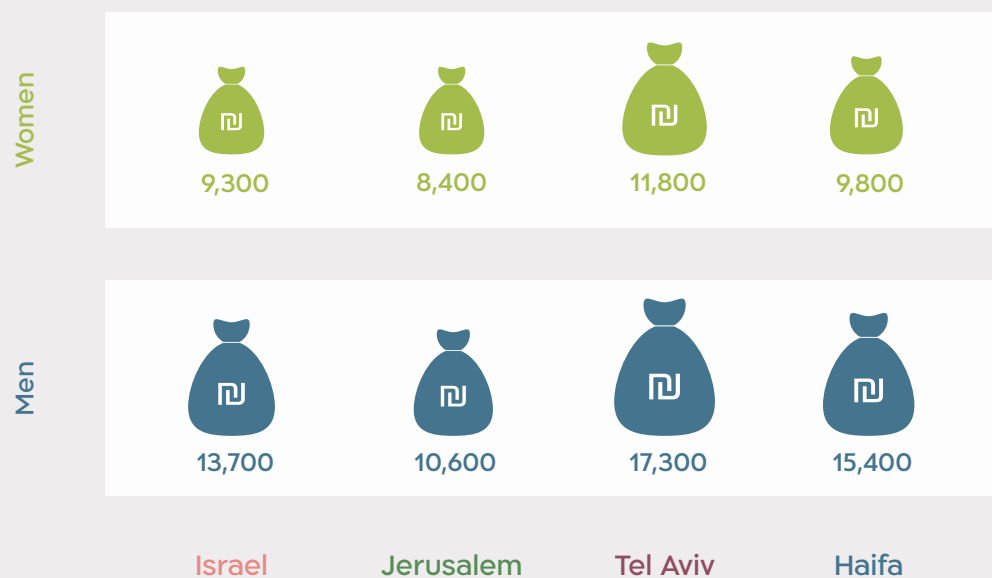 Women
₪ ₪ ₪ ₪
9,300 8,400 11,800 9,800
Men
₪ ₪ ₪ ₪
13,700 10,600 17,300 15,400
Israel Jerusalem Tel Aviv Haifa